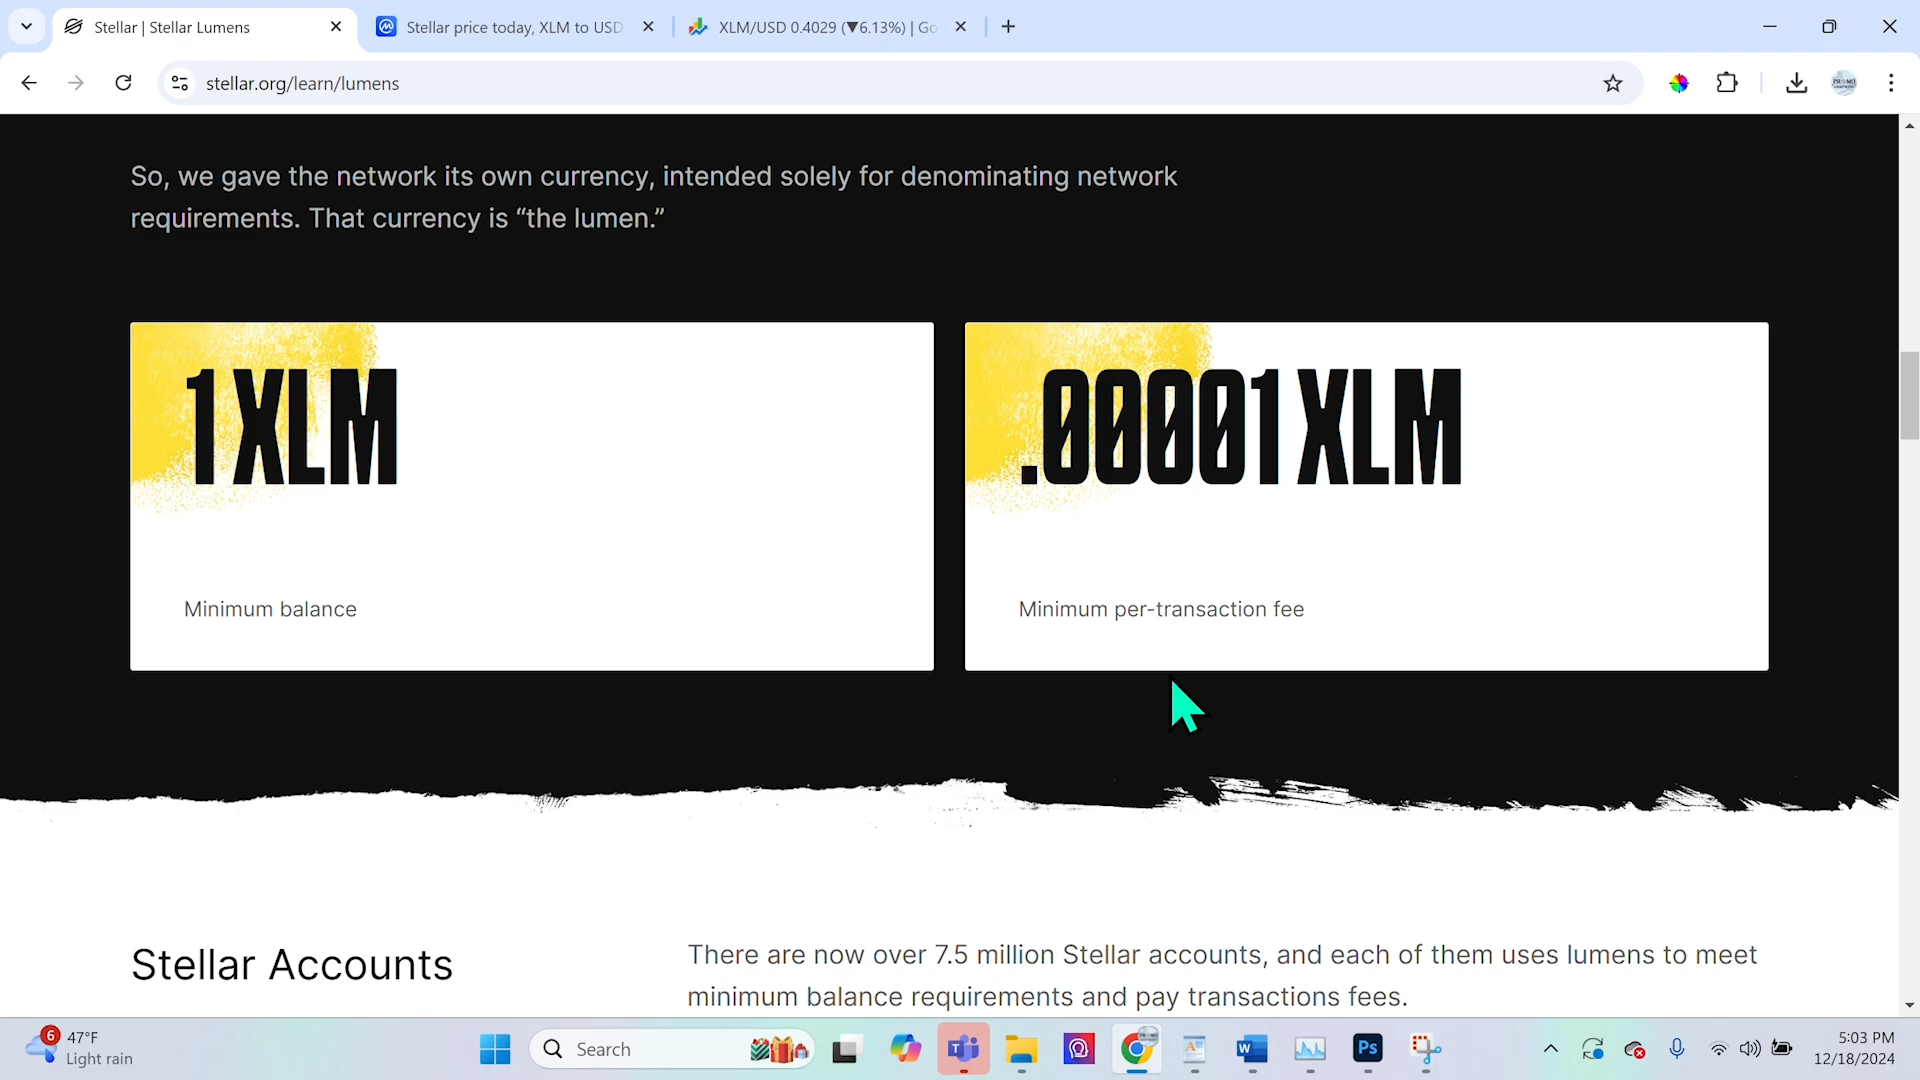 Stellar | Stellar Lumens
Stellar price today, XLM to USD
XLM/USD 0.4029 (▼6.13%) | Go
stellar.org/learn/lumens
So, we gave the network its own currency, intended solely for denominating network
requirements. That currency is “the lumen.”
1 XLM
Minimum balance
.00001 XLM
Minimum per-transaction fee
Stellar Accounts
There are now over 7.5 million Stellar accounts, and each of them uses lumens to meet
minimum balance requirements and pay transactions fees.
6
47°F
Light rain
Search
W
Ps
5:03 PM
12/18/2024